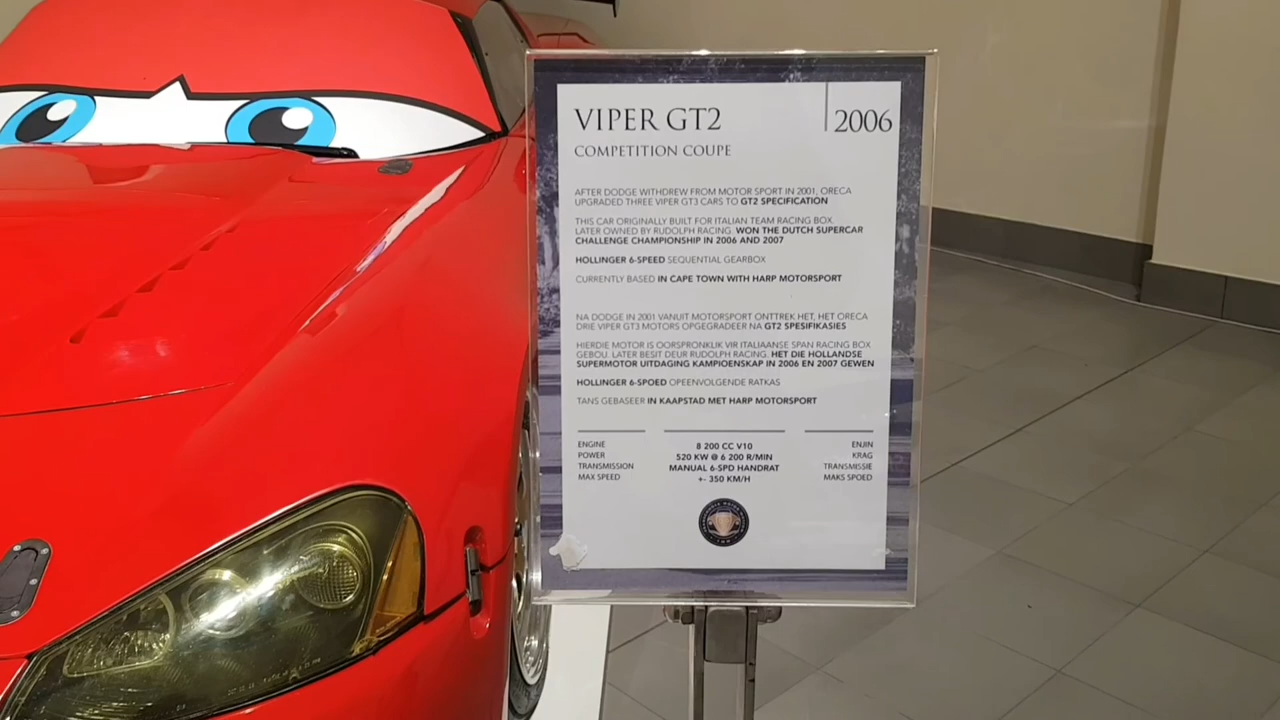 VIPER GT2
2006
COMPETITION COUPE
AFTER DODGE WITHDREW FROM MOTOR SPORT IN 2001, ORECA
UPGRADED THREE VIPER GT3 CARS TO GT2 SPECIFICATION
THIS CAR ORIGINALLY BUILT FOR ITALIAN TEAM RACING BOX.
LATER OWNED BY RUDOLPH RACING. WON THE DUTCH SUPERCAR
CHALLENGE CHAMPIONSHIP IN 2006 AND 2007
HOLLINGER 6-SPEED SEQUENTIAL GEARBOX
CURRENTLY BASED IN CAPE TOWN WITH HARP MOTORSPORT
NA DODGE IN 2001 VANUIT MOTORSPORT ONTTREK HET, HET ORECA
DRIE VIPER GT3 MOTORS OPGEGRADEER NA GT2 SPESIFIKASIES
HIERDIE MOTOR IS OORSPRONKLIK VIR ITALIAANSE SPAN RACING BOX
GEBOU. LATER BESIT DEUR RUDOLPH RACING. HET DIE HOLLANDSE
SUPERMOTOR UITDAGING KAMPIOENSKAP IN 2006 EN 2007 GEWEN
HOLLINGER 6-SPOED OPEENVOLGENDE RATKAS
TANS GEBASEER IN KAAPSTAD MET HARP MOTORSPORT
ENGINE 8 200 CC V10 ENJIN
POWER 520 KW @ 6 200 R/MIN KRAG
TRANSMISSION MANUAL 6-SPD HANDRAT TRANSMISSIE
MAX SPEED +- 350 KM/H MAKS SPOED